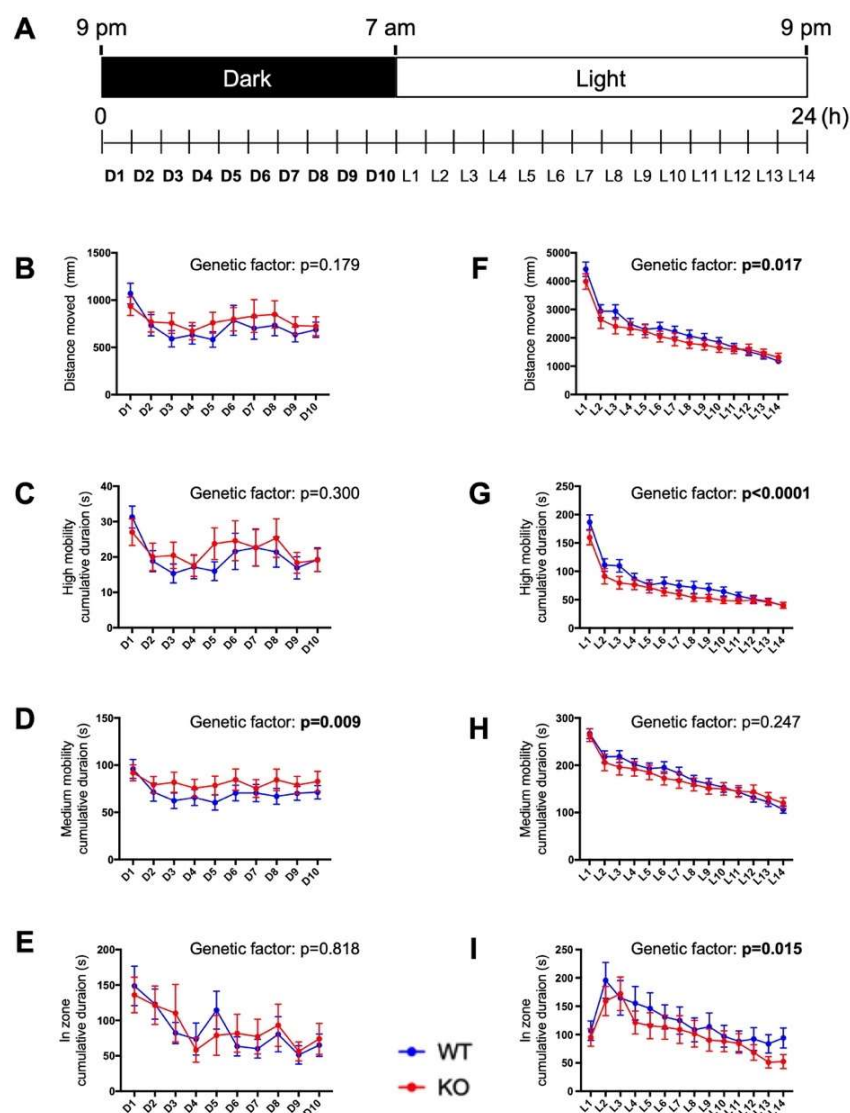 A
9 pm 7 am 9 pm
Dark Light
0 24 (h)
D1 D2 D3 D4 D5 D6 D7 D8 D9 D10 L1 L2 L3 L4 L5 L6 L7 L8 L9 L10 L11 L12 L13 L14
B
Genetic factor: p=0.179
Distance moved (mm)
1500
1000
500
0
D1 D2 D3 D4 D5 D6 D7 D8 D9 D10
F
Genetic factor: p=0.017
Distance moved (mm)
5000
4000
3000
2000
1000
0
L1 L2 L3 L4 L5 L6 L7 L8 L9 L10 L11 L12 L13 L14
C
Genetic factor: p=0.300
High mobility
cumulative duraion (s)
40
30
20
10
0
D1 D2 D3 D4 D5 D6 D7 D8 D9 D10
G
Genetic factor: p<0.0001
High mobility
cumulative duraion (s)
250
200
150
100
50
0
L1 L2 L3 L4 L5 L6 L7 L8 L9 L10 L11 L12 L13 L14
D
Genetic factor: p=0.009
Medium mobility
cumulative duraion (s)
150
100
50
0
D1 D2 D3 D4 D5 D6 D7 D8 D9 D10
H
Genetic factor: p=0.247
Medium mobility
cumulative duraion (s)
300
200
100
0
L1 L2 L3 L4 L5 L6 L7 L8 L9 L10 L11 L12 L13 L14
E
Genetic factor: p=0.818
In zone
cumulative duraion (s)
200
150
100
50
0
D1 D2 D3 D4 D5 D6 D7 D8 D9 D10
WT
KO
I
Genetic factor: p=0.015
In zone
cumulative duraion (s)
250
200
150
100
50
0
L1 L2 L3 L4 L5 L6 L7 L8 L9 L10 L11 L12 L13 L14